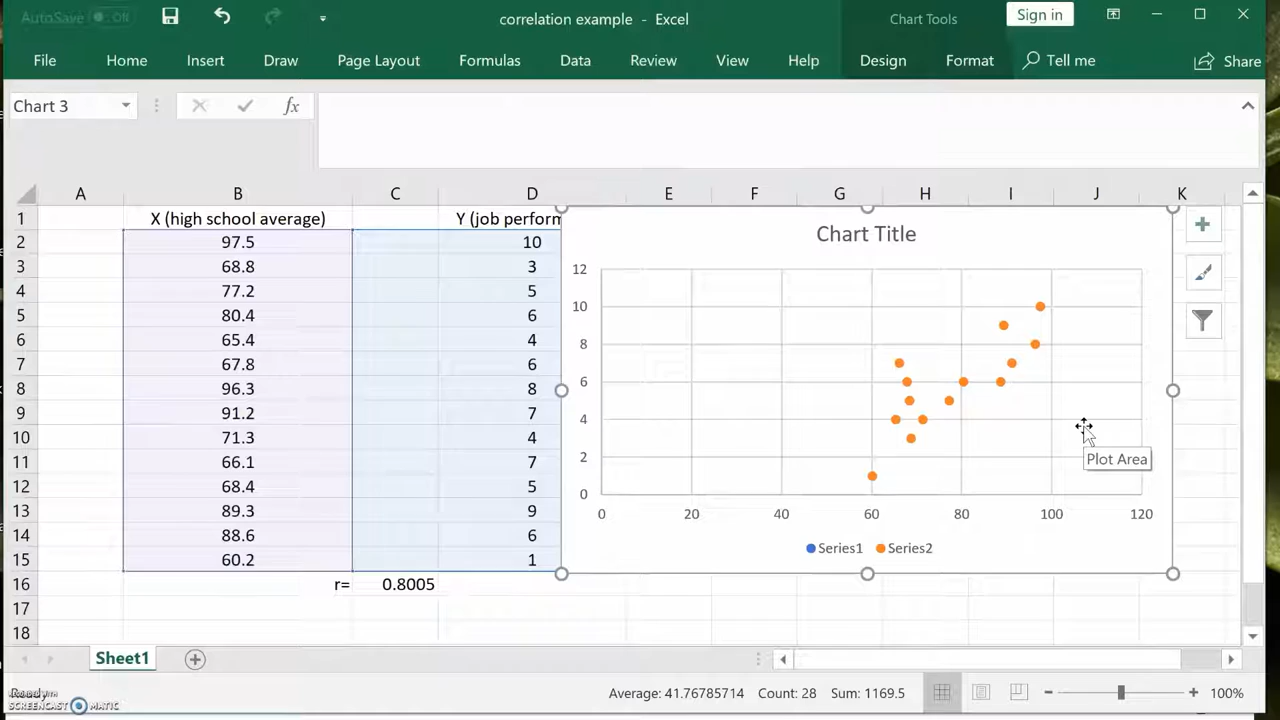 AutoSave Off correlation example - Excel Chart Tools Sign in
File Home Insert Draw Page Layout Formulas Data Review View Help Design Format Tell me Share
Chart 3 fx
A B C D E F G H I J K
1 X (high school average) Y (job perform
2 97.5 10
3 68.8 3
4 77.2 5
5 80.4 6
6 65.4 4
7 67.8 6
8 96.3 8
9 91.2 7
10 71.3 4
11 66.1 7
12 68.4 5
13 89.3 9
14 88.6 6
15 60.2 1
16 r= 0.8005
17
18
Chart Title
12
10
8
6
4
2
0
0 20 40 60 80 100 120
Series1 Series2
Plot Area
Sheet1
Average: 41.76785714 Count: 28 Sum: 1169.5 100%
SCREENCAST MATIC